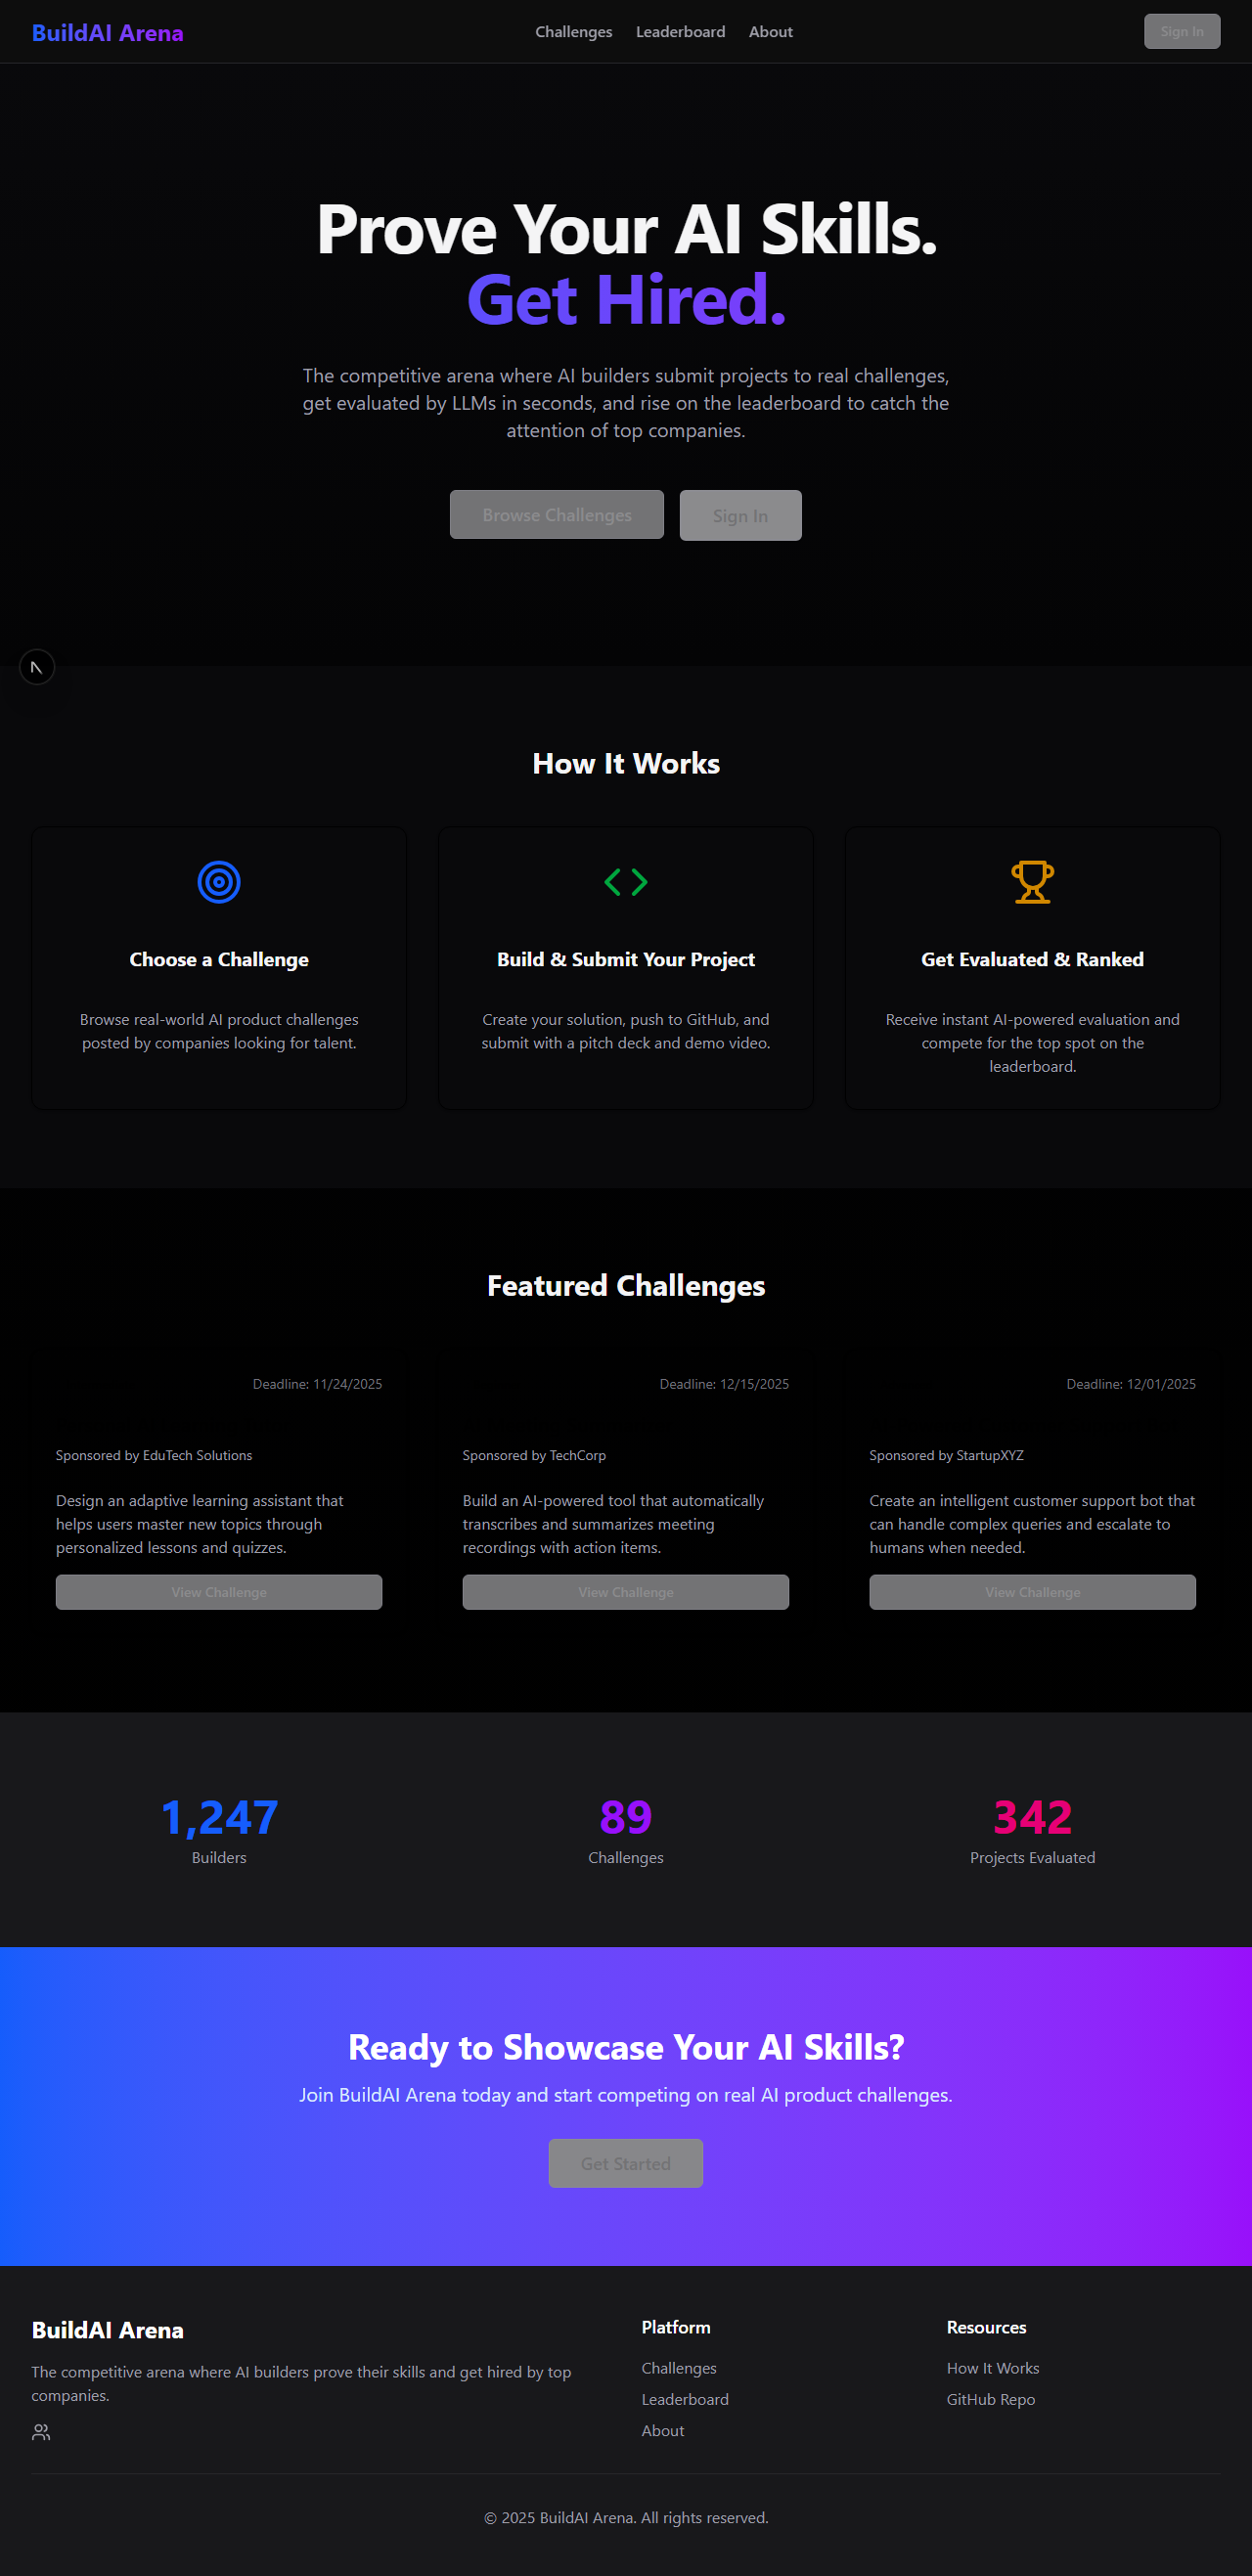 BuildAI Arena
Challenges
Leaderboard
About
Sign In
Prove Your AI Skills.
Get Hired.
The competitive arena where AI builders submit projects to real challenges,
get evaluated by LLMs in seconds, and rise on the leaderboard to catch the
attention of top companies.
Browse Challenges
Sign In
How It Works
Choose a Challenge
Browse real-world AI product challenges
posted by companies looking for talent.
Build & Submit Your Project
Create your solution, push to GitHub, and
submit with a pitch deck and demo video.
Get Evaluated & Ranked
Receive instant AI-powered evaluation and
compete for the top spot on the
leaderboard.
Featured Challenges
Deadline: 11/24/2025
Sponsored by EduTech Solutions
Design an adaptive learning assistant that
helps users master new topics through
personalized lessons and quizzes.
View Challenge
Deadline: 12/15/2025
Sponsored by TechCorp
Build an AI-powered tool that automatically
transcribes and summarizes meeting
recordings with action items.
View Challenge
Deadline: 12/01/2025
Sponsored by StartupXYZ
Create an intelligent customer support bot that
can handle complex queries and escalate to
humans when needed.
View Challenge
1,247
Builders
89
Challenges
342
Projects Evaluated
Ready to Showcase Your AI Skills?
Join BuildAI Arena today and start competing on real AI product challenges.
Get Started
BuildAI Arena
The competitive arena where AI builders prove their skills and get hired by top
companies.
Platform
Challenges
Leaderboard
About
Resources
How It Works
GitHub Repo
© 2025 BuildAI Arena. All rights reserved.